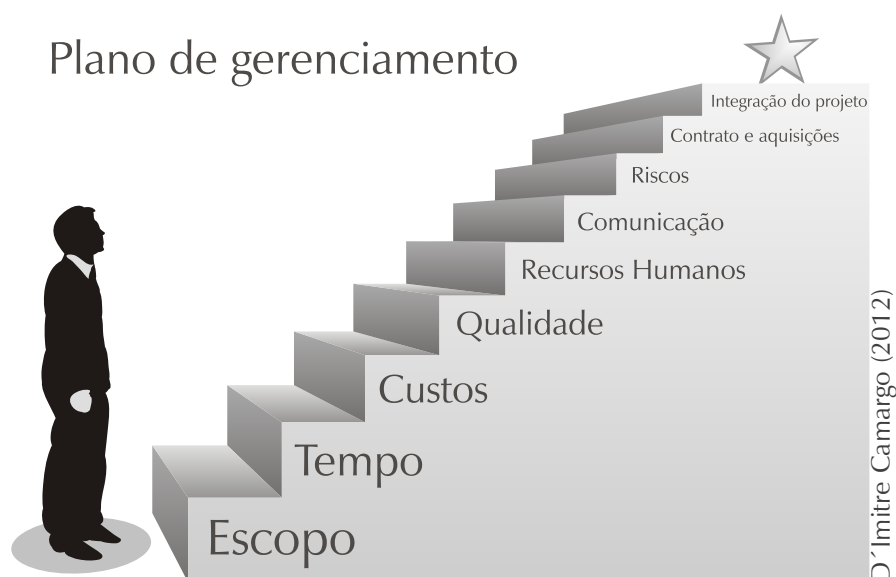 Plano de gerenciamento
Integração do projeto
Contrato e aquisições
Riscos
Comunicação
Recursos Humanos
Qualidade
Custos
Tempo
Escopo
D´Imitre Camargo (2012)